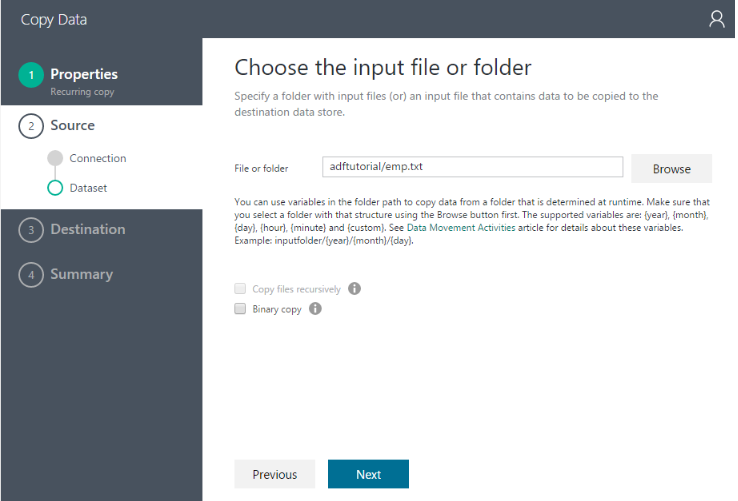 Copy Data
1 Properties
Recurring copy
2 Source
Connection
Dataset
3 Destination
4 Summary
Choose the input file or folder
Specify a folder with input files (or) an input file that contains data to be copied to the
destination data store.
File or folder adftutorial/emp.txt Browse
You can use variables in the folder path to copy data from a folder that is determined at runtime. Make sure that
you select a folder with that structure using the Browse button first. The supported variables are: {year}, {month},
{day}, {hour}, {minute} and {custom}. See Data Movement Activities article for details about these variables.
Example: inputfolder/{year}/{month}/{day}.
Copy files recursively i
Binary copy i
Previous Next